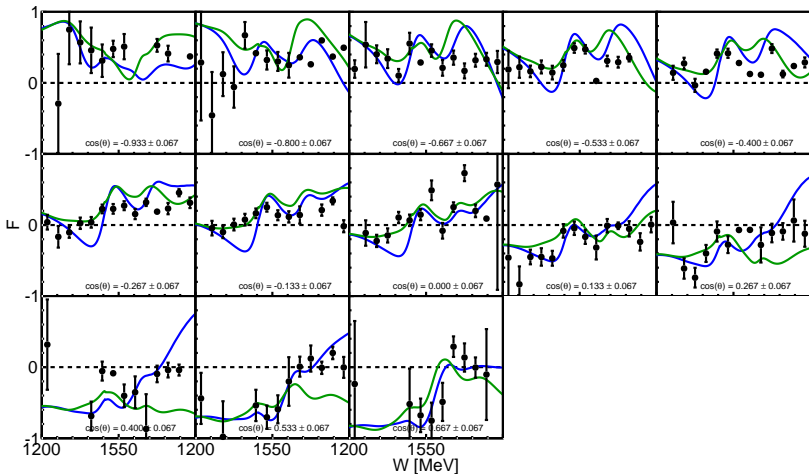 1
0
-1
cos(θ) = -0.933 ± 0.067
cos(θ) = -0.800 ± 0.067
cos(θ) = -0.667 ± 0.067
cos(θ) = -0.533 ± 0.067
cos(θ) = -0.400 ± 0.067
F
0
-1
cos(θ) = -0.267 ± 0.067
cos(θ) = -0.133 ± 0.067
cos(θ) = 0.000 ± 0.067
cos(θ) = 0.133 ± 0.067
cos(θ) = 0.267 ± 0.067
0
-1
cos(θ) = 0.400 ± 0.067
cos(θ) = 0.533 ± 0.067
cos(θ) = 0.667 ± 0.067
1200
1550
1200
1550
1200
1550
W [MeV]